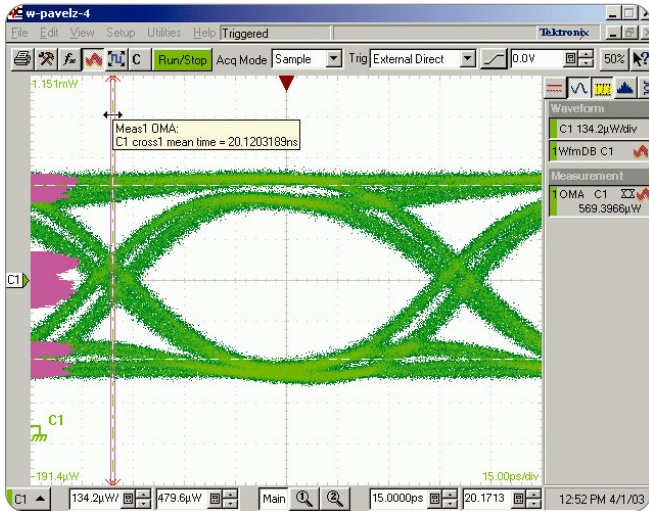 w-pavelz-4
File Edit View Setup Utilities Help Triggered Tektronix
fx C Run/Stop Acq Mode Sample Trig External Direct 0.0V 50% ?
1.151mW
Meas1 OMA:
C1 cross1 mean time = 20.1203189ns
C1
C1
-191.4µW
15.00ps/div
Waveform
C1 134.2µW/div
1 WfmDB C1
Measurement
1 OMA C1
569.3966µW
C1 134.2µW/ 479.6µW Main 1 2 15.0000ps 20.1713 12:52 PM 4/1/03